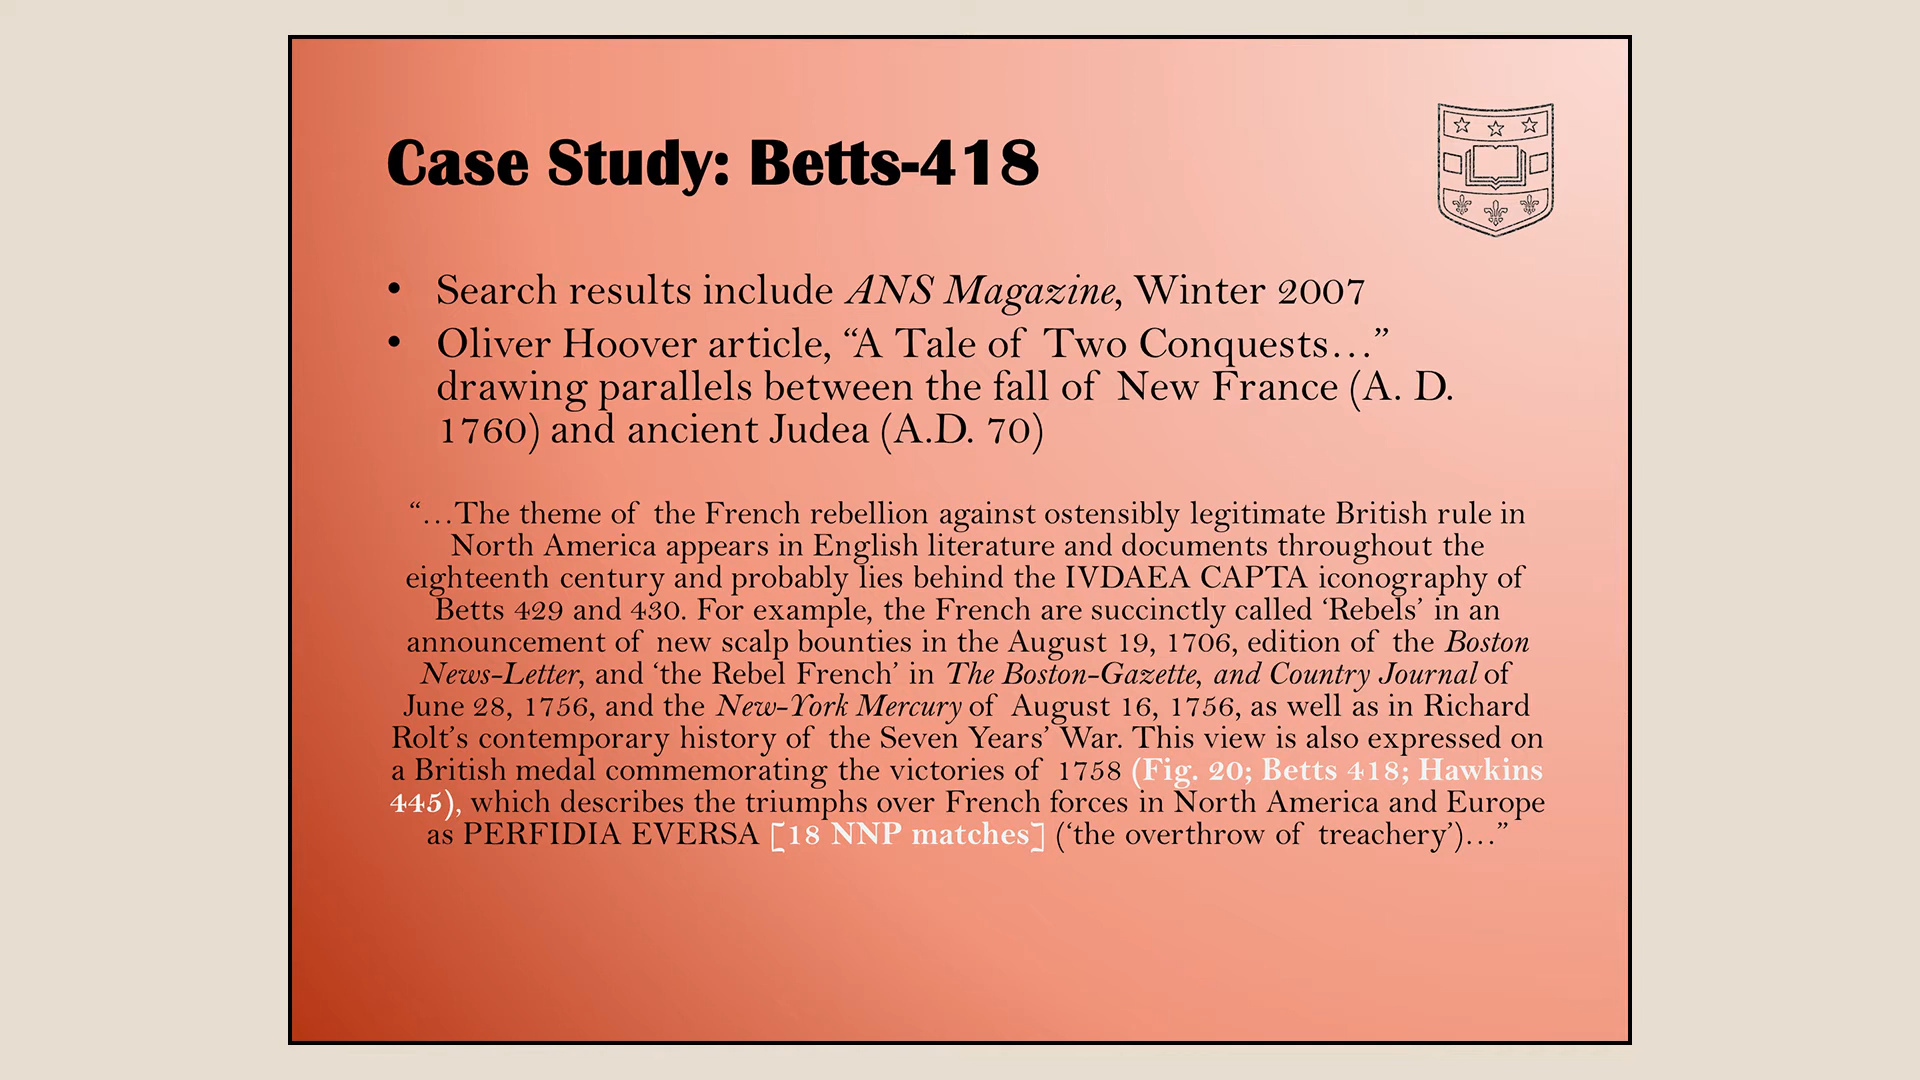 Case Study: Betts-418
• Search results include ANS Magazine, Winter 2007
• Oliver Hoover article, “A Tale of Two Conquests…”
drawing parallels between the fall of New France (A. D.
1760) and ancient Judea (A.D. 70)
“…The theme of the French rebellion against ostensibly legitimate British rule in
North America appears in English literature and documents throughout the
eighteenth century and probably lies behind the IVDAEA CAPTA iconography of
Betts 429 and 430. For example, the French are succinctly called ‘Rebels’ in an
announcement of new scalp bounties in the August 19, 1706, edition of the Boston
News-Letter, and ‘the Rebel French’ in The Boston-Gazette, and Country Journal of
June 28, 1756, and the New-York Mercury of August 16, 1756, as well as in Richard
Rolt’s contemporary history of the Seven Years’ War. This view is also expressed on
a British medal commemorating the victories of 1758 (Fig. 20; Betts 418; Hawkins
445), which describes the triumphs over French forces in North America and Europe
as PERFIDIA EVERSA [18 NNP matches] (‘the overthrow of treachery’)…”